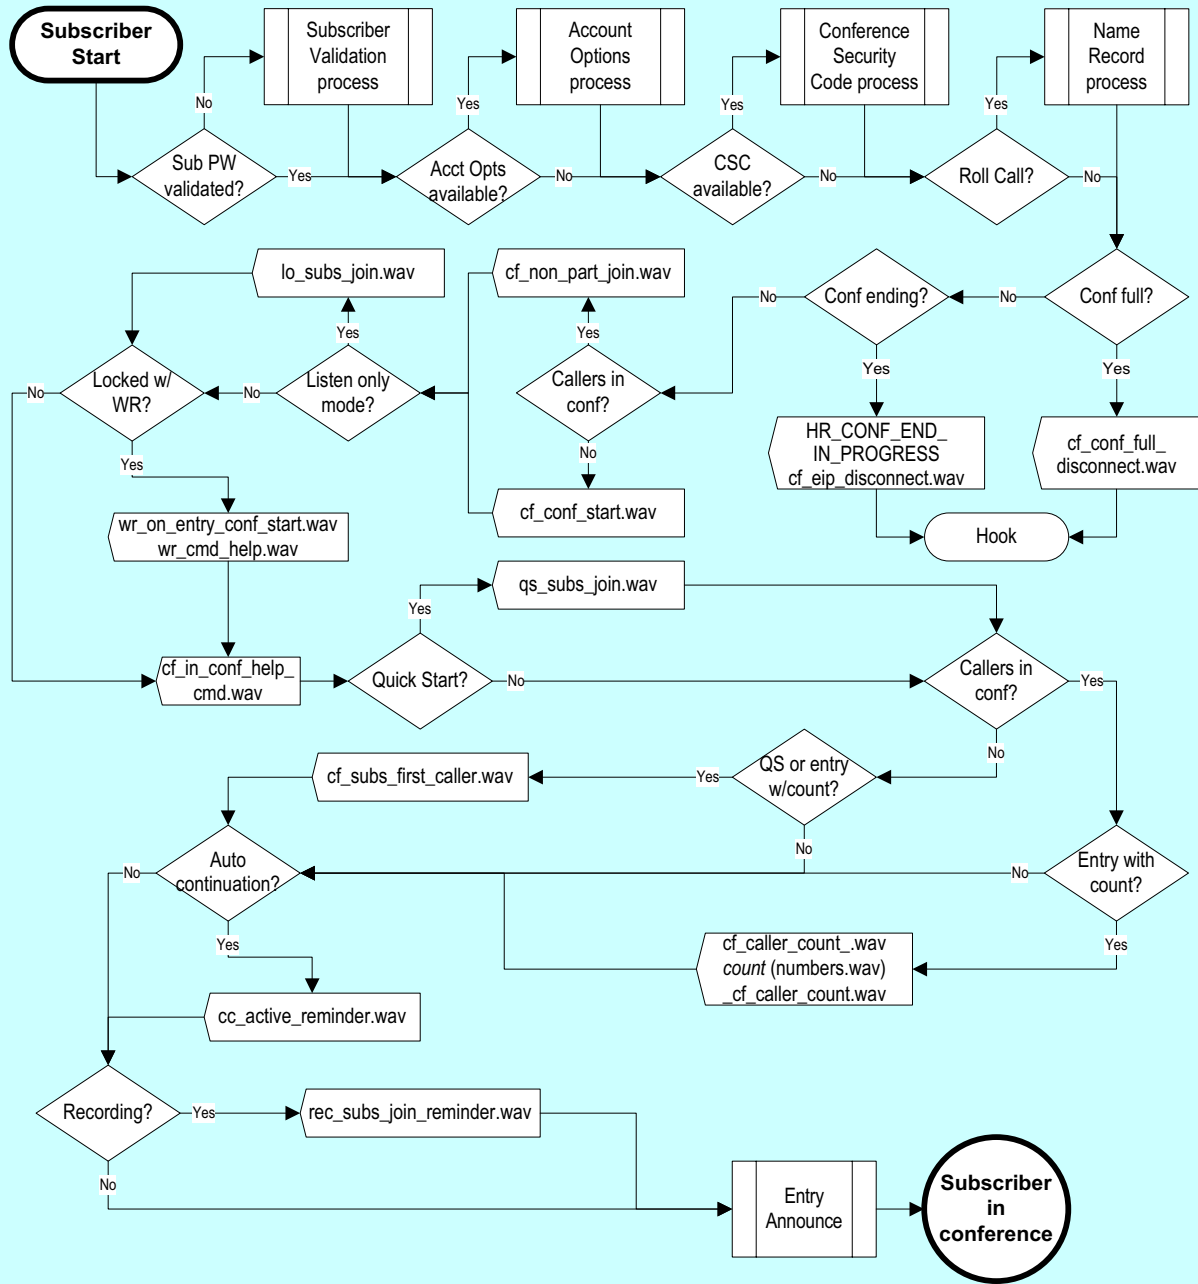 Subscriber
Start
Subscriber
Validation
process
Account
Options
process
Conference
Security
Code process
Name
Record
process
No
Yes
Yes
Yes
Sub PW
validated?
Yes
Acct Opts
available?
No
CSC
available?
No
Roll Call?
No
lo_subs_join.wav
cf_non_part_join.wav
Conf ending?
No
Conf full?
No
Yes
Yes
Yes
Yes
No
Locked w/
WR?
No
Listen only
mode?
Callers in
conf?
Yes
No
HR_CONF_END_
IN_PROGRESS
cf_eip_disconnect.wav
cf_conf_full_
disconnect.wav
wr_on_entry_conf_start.wav
wr_cmd_help.wav
cf_conf_start.wav
Hook
qs_subs_join.wav
Yes
cf_in_conf_help_
cmd.wav
Quick Start?
No
Callers in
conf?
Yes
No
cf_subs_first_caller.wav
Yes
QS or entry
w/count?
No
No
Auto
continuation?
No
Entry with
count?
Yes
Yes
cf_caller_count_.wav
count (numbers.wav)
_cf_caller_count.wav
cc_active_reminder.wav
Recording?
Yes
rec_subs_join_reminder.wav
No
Entry
Announce
Subscriber
in
conference